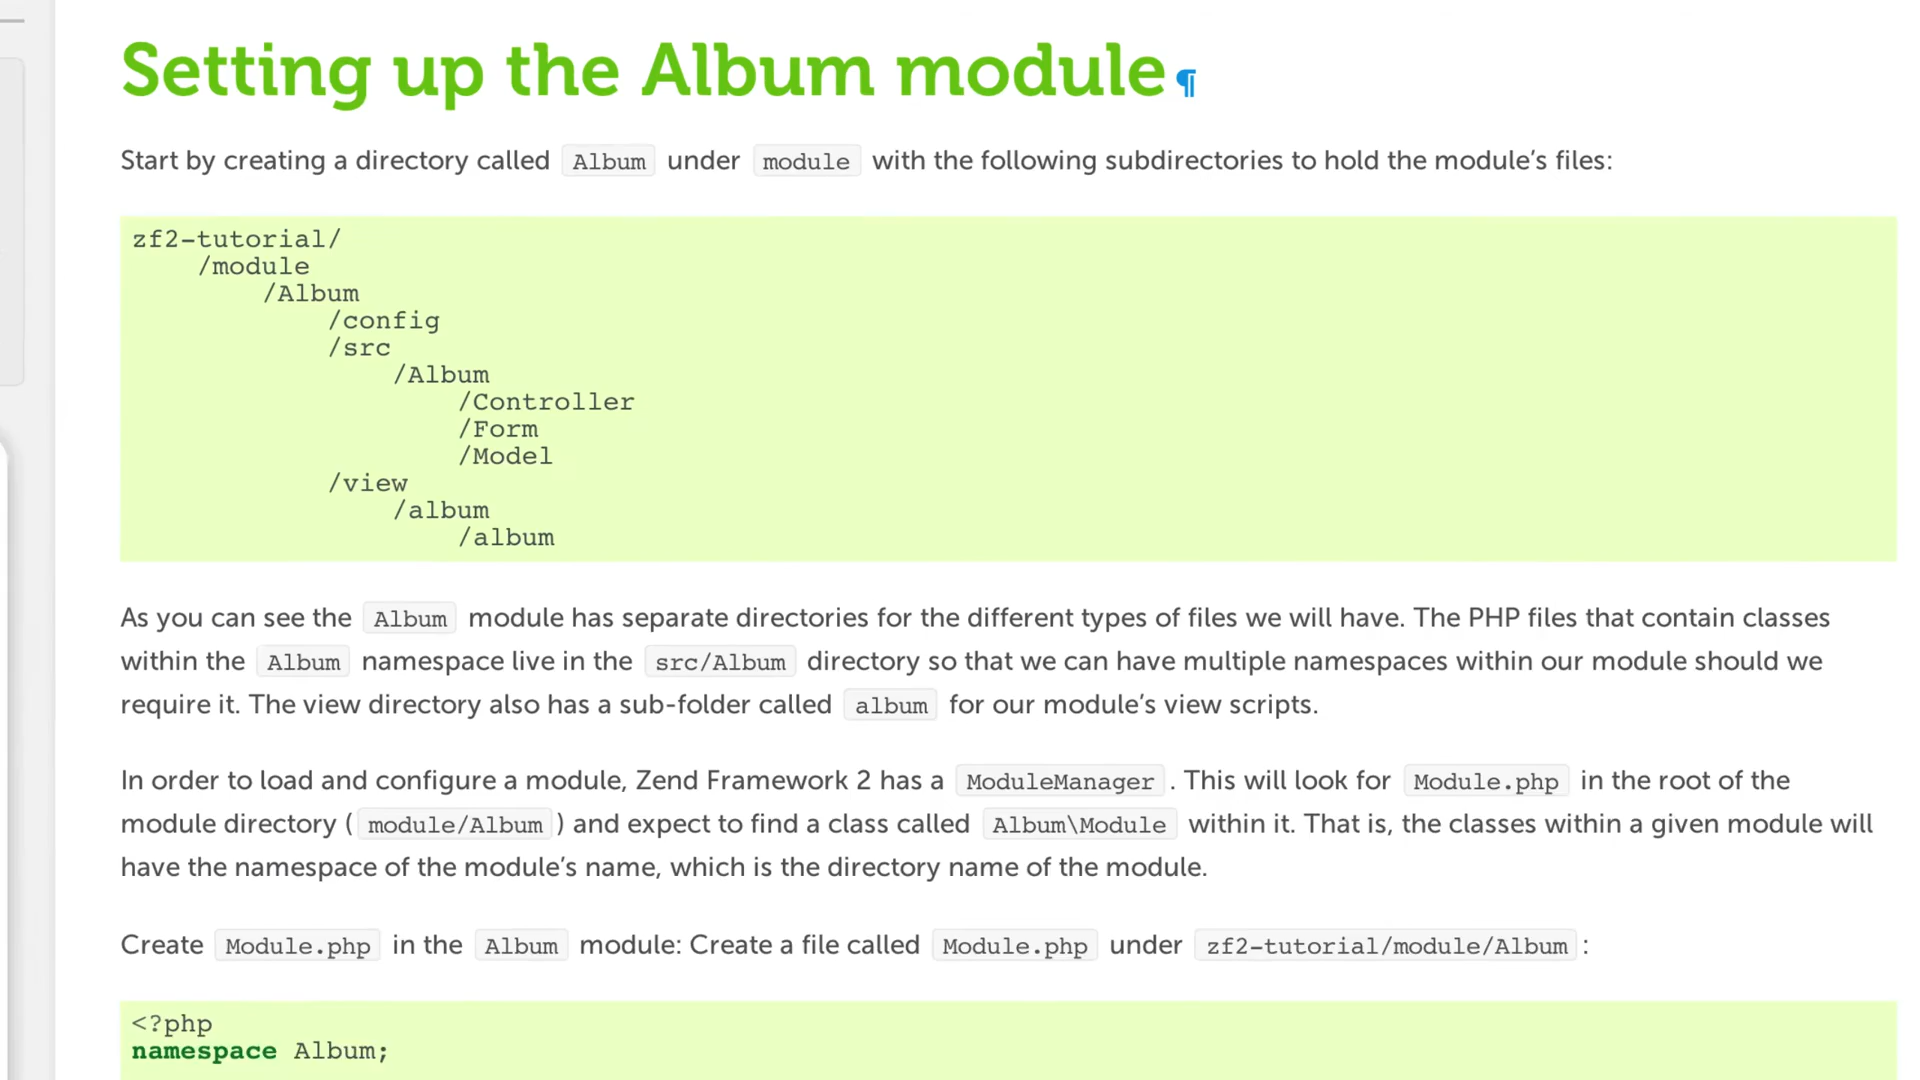 Setting up the Album module¶
Start by creating a directory called Album under module with the following subdirectories to hold the module’s files:
zf2-tutorial/
    /module
        /Album
            /config
            /src
                /Album
                    /Controller
                    /Form
                    /Model
            /view
                /album
                    /album
As you can see the Album module has separate directories for the different types of files we will have. The PHP files that contain classes
within the Album namespace live in the src/Album directory so that we can have multiple namespaces within our module should we
require it. The view directory also has a sub-folder called album for our module’s view scripts.
In order to load and configure a module, Zend Framework 2 has a ModuleManager. This will look for Module.php in the root of the
module directory (module/Album) and expect to find a class called Album\Module within it. That is, the classes within a given module will
have the namespace of the module’s name, which is the directory name of the module.
Create Module.php in the Album module: Create a file called Module.php under zf2-tutorial/module/Album:
<?php
namespace Album;